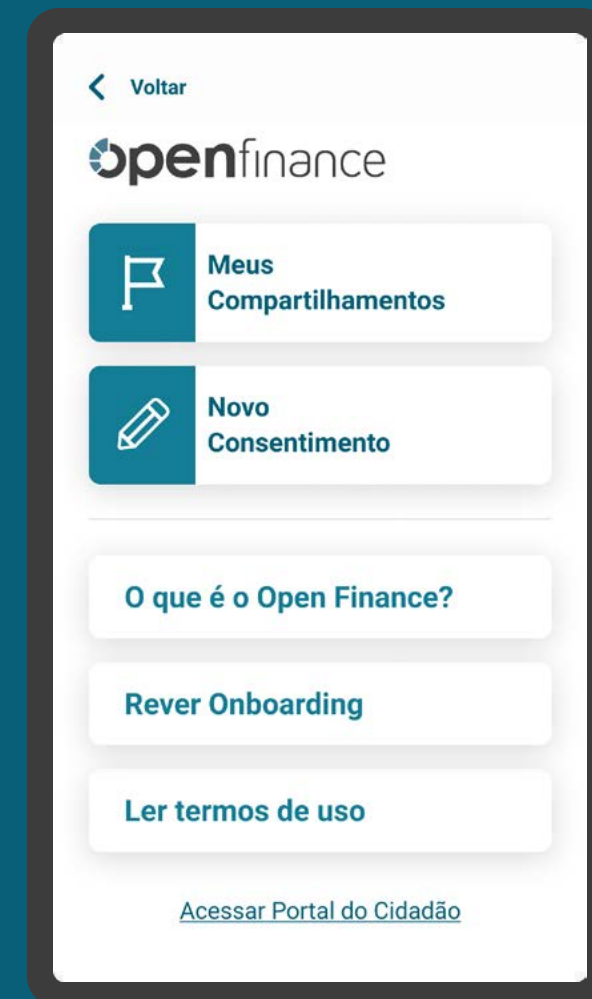 Voltar
openfinance
Meus
Compartilhamentos
Novo
Consentimento
O que é o Open Finance?
Rever Onboarding
Ler termos de uso
Acessar Portal do Cidadão